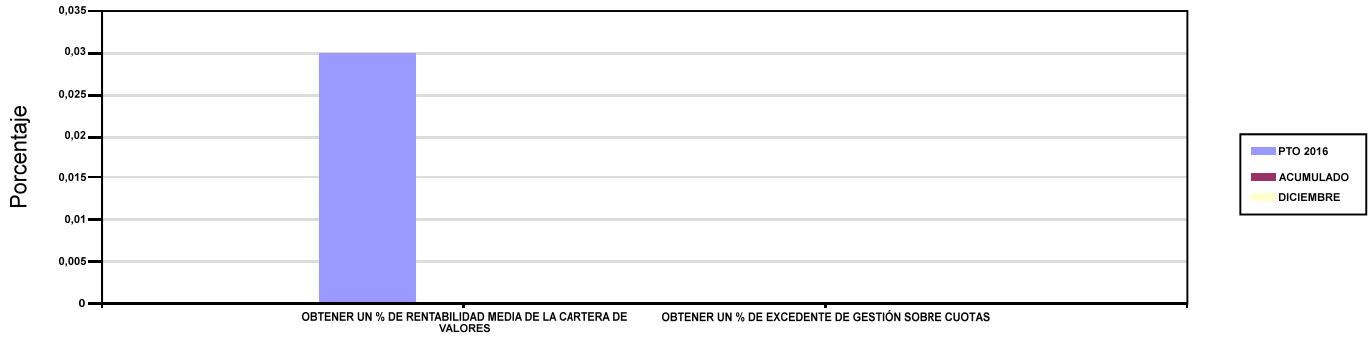 Porcentaje
0,035
0,03
0,025
0,02
0,015
0,01
0,005
0
OBTENER UN % DE RENTABILIDAD MEDIA DE LA CARTERA DE
VALORES
OBTENER UN % DE EXCEDENTE DE GESTIÓN SOBRE CUOTAS
PTO 2016
ACUMULADO
DICIEMBRE